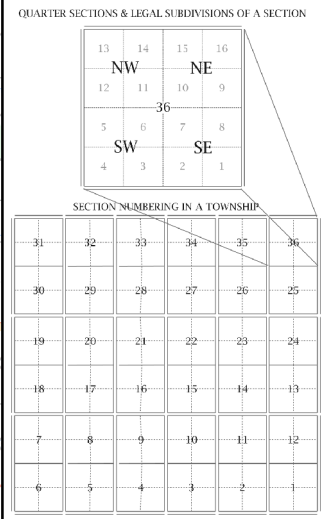 QUARTER SECTIONS & LEGAL SUBDIVISIONS OF A SECTION
13 14 15 16
NW NE
12 11 10 9
36
5 6 7 8
SW SE
4 3 2 1
SECTION NUMBERING IN A TOWNSHIP
31 32 33 34 35 36
30 29 28 27 26 25
19 20 21 22 23 24
18 17 16 15 14 13
7 8 9 10 11 12
6 5 4 3 2 1